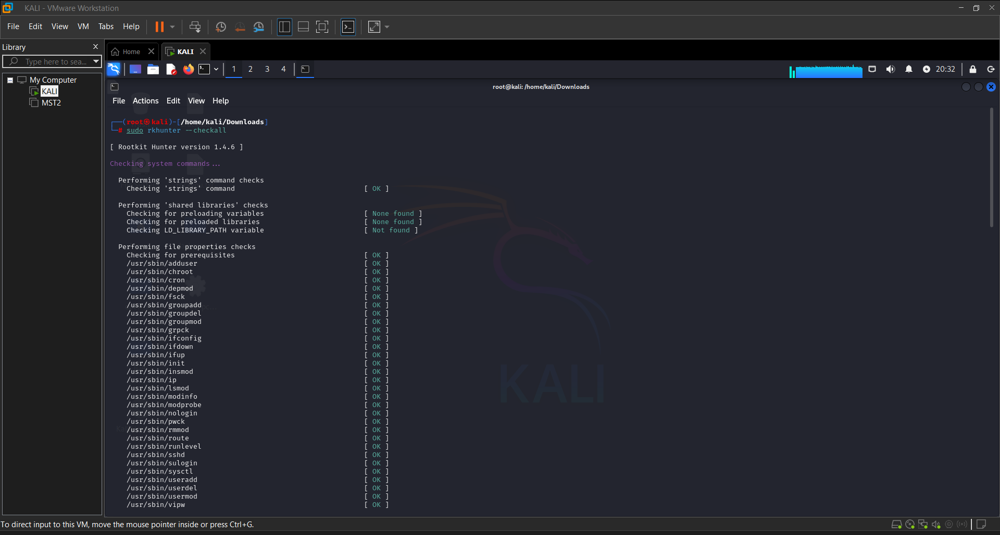 KALI - VMware Workstation
File Edit View VM Tabs Help
Library
Home KALI
Type here to sea...
1 2 3 4 20:32
My Computer
KALI
MST2
root@kali: /home/kali/Downloads
File Actions Edit View Help
┌──(root㉿kali)-[/home/kali/Downloads]
└─# sudo rkhunter --checkall
[ Rootkit Hunter version 1.4.6 ]
Checking system commands...
Performing 'strings' command checks
Checking 'strings' command [ OK ]
Performing 'shared libraries' checks
Checking for preloading variables [ None found ]
Checking for preloaded libraries [ None found ]
Checking LD_LIBRARY_PATH variable [ Not found ]
Performing file properties checks
Checking for prerequisites [ OK ]
/usr/sbin/adduser [ OK ]
/usr/sbin/chroot [ OK ]
/usr/sbin/cron [ OK ]
/usr/sbin/depmod [ OK ]
/usr/sbin/fsck [ OK ]
/usr/sbin/groupadd [ OK ]
/usr/sbin/groupdel [ OK ]
/usr/sbin/groupmod [ OK ]
/usr/sbin/grpck [ OK ]
/usr/sbin/ifconfig [ OK ]
/usr/sbin/ifdown [ OK ]
/usr/sbin/ifup [ OK ]
/usr/sbin/init [ OK ]
/usr/sbin/insmod [ OK ]
/usr/sbin/ip [ OK ]
/usr/sbin/lsmod [ OK ]
/usr/sbin/modinfo [ OK ]
/usr/sbin/modprobe [ OK ]
/usr/sbin/nologin [ OK ]
/usr/sbin/pwck [ OK ]
/usr/sbin/rmmod [ OK ]
/usr/sbin/route [ OK ]
/usr/sbin/runlevel [ OK ]
/usr/sbin/sshd [ OK ]
/usr/sbin/sulogin [ OK ]
/usr/sbin/sysctl [ OK ]
/usr/sbin/useradd [ OK ]
/usr/sbin/userdel [ OK ]
/usr/sbin/usermod [ OK ]
/usr/sbin/vipw [ OK ]
KALI
To direct input to this VM, move the mouse pointer inside or press Ctrl+G.